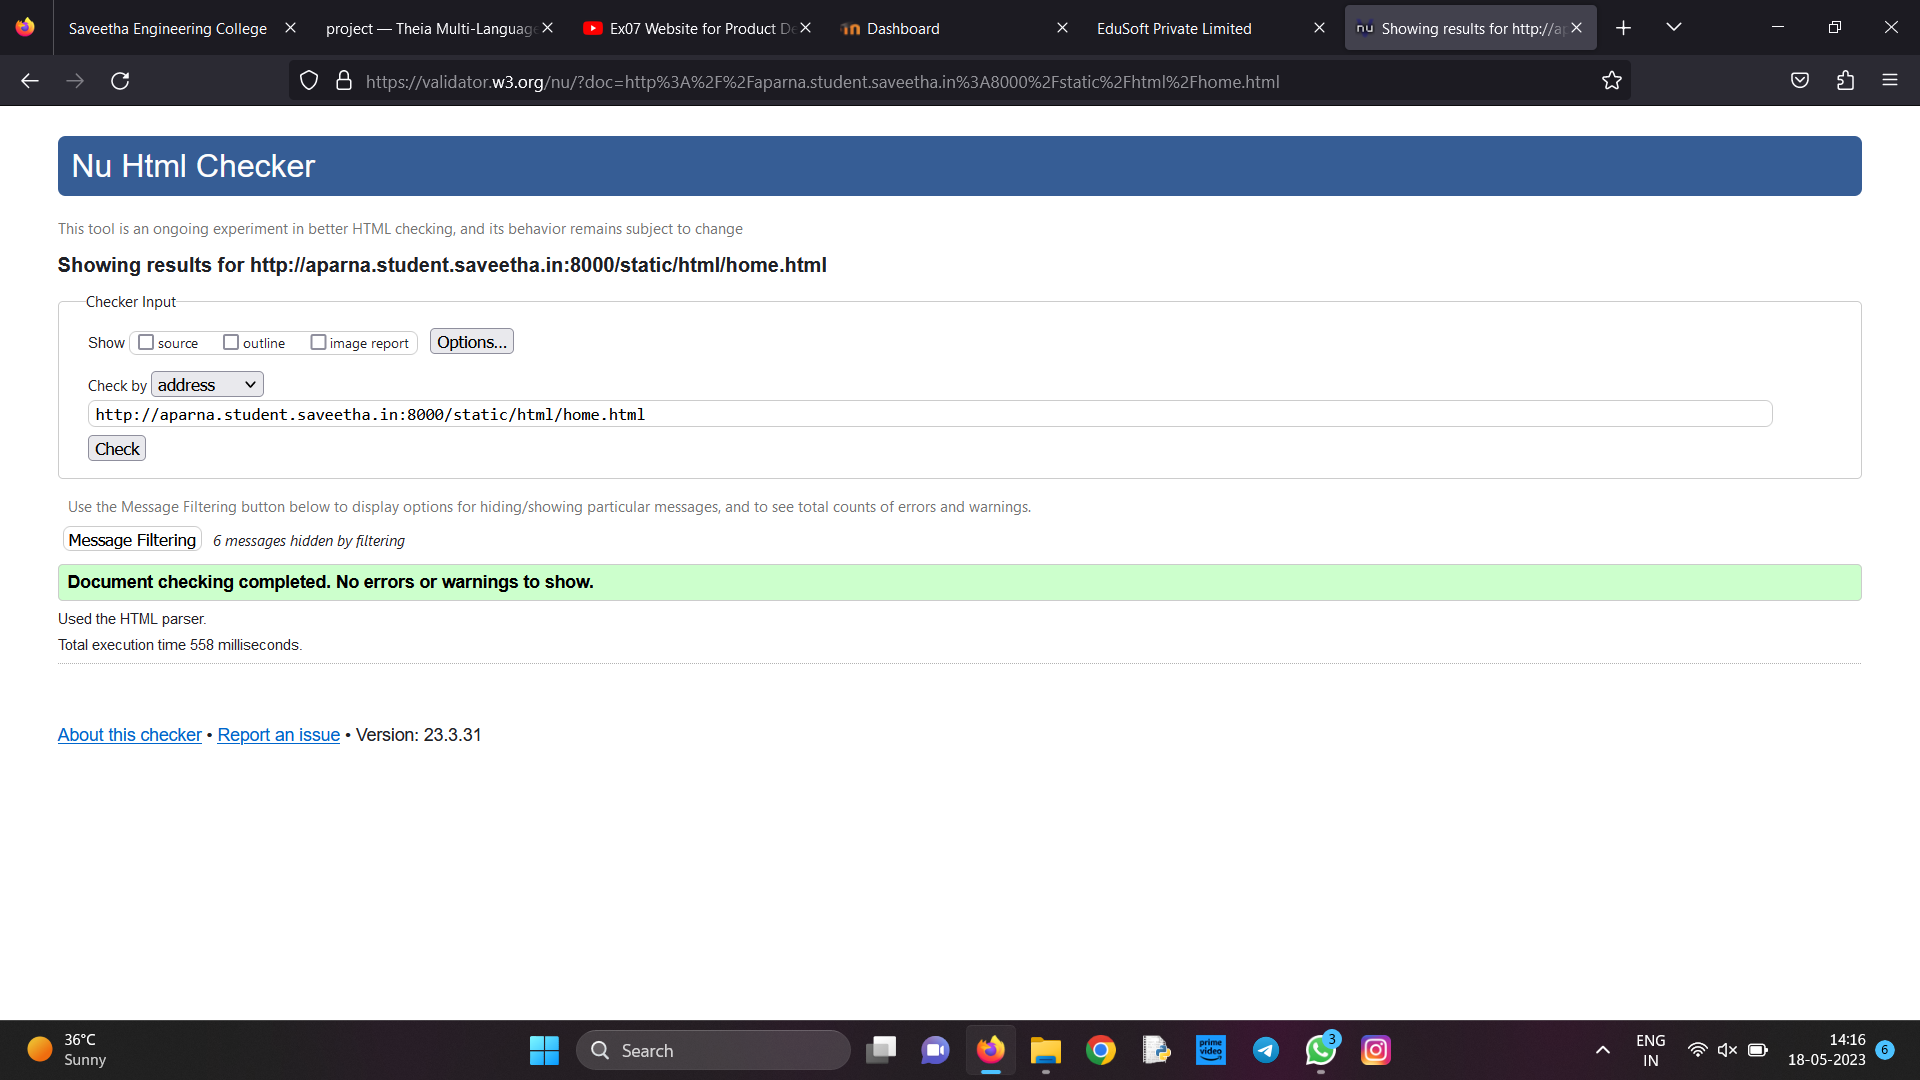 Saveetha Engineering College
project — Theia Multi-Language
Ex07 Website for Product De
Dashboard
EduSoft Private Limited
nu Showing results for http://ap
https://validator.w3.org/nu/?doc=http%3A%2F%2Faparna.student.saveetha.in%3A8000%2Fstatic%2Fhtml%2Fhome.html
Nu Html Checker
This tool is an ongoing experiment in better HTML checking, and its behavior remains subject to change
Showing results for http://aparna.student.saveetha.in:8000/static/html/home.html
Checker Input
Show source outline image report Options...
Check by address
http://aparna.student.saveetha.in:8000/static/html/home.html
Check
Use the Message Filtering button below to display options for hiding/showing particular messages, and to see total counts of errors and warnings.
Message Filtering 6 messages hidden by filtering
Document checking completed. No errors or warnings to show.
Used the HTML parser.
Total execution time 558 milliseconds.
About this checker • Report an issue • Version: 23.3.31
36°C
Sunny
Search
prime
video
3
ENG
IN
14:16
18-05-2023
6